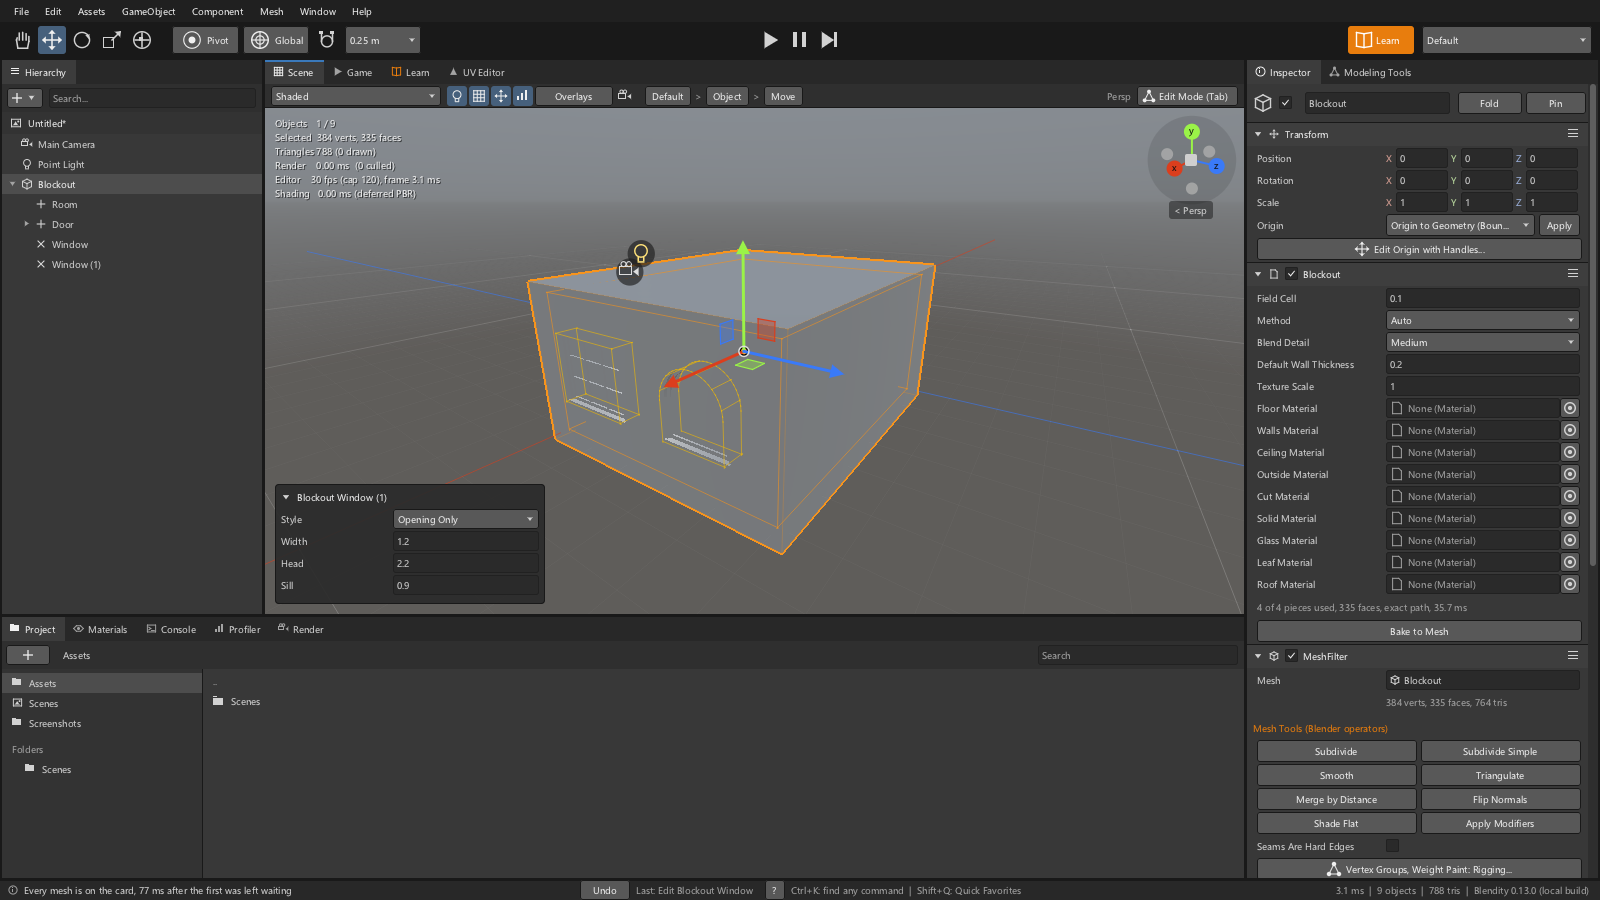 File Edit Assets GameObject Component Mesh Window Help
Pivot Global 0.25 m Learn Default
Hierarchy
Search...
Untitled*
Main Camera
Point Light
Blockout
Room
Door
Window
Window (1)
Scene Game Learn UV Editor
Shaded Overlays Default > Object > Move Persp Edit Mode (Tab)
Objects 1 / 9
Selected 384 verts, 335 faces
Triangles 788 (0 drawn)
Render 0.00 ms (0 culled)
Editor 30 fps (cap 120), frame 3.1 ms
Shading 0.00 ms (deferred PBR)
y
x
z
< Persp
Blockout Window (1)
Style Opening Only
Width 1.2
Head 2.2
Sill 0.9
Project Materials Console Profiler Render
Assets Search
Assets
Scenes
Screenshots
Folders
Scenes
..
Scenes
Inspector Modeling Tools
Blockout Fold Pin
Transform
Position X 0 Y 0 Z 0
Rotation X 0 Y 0 Z 0
Scale X 1 Y 1 Z 1
Origin Origin to Geometry (Boun... Apply
Edit Origin with Handles...
Blockout
Field Cell 0.1
Method Auto
Blend Detail Medium
Default Wall Thickness 0.2
Texture Scale 1
Floor Material None (Material)
Walls Material None (Material)
Ceiling Material None (Material)
Outside Material None (Material)
Cut Material None (Material)
Solid Material None (Material)
Glass Material None (Material)
Leaf Material None (Material)
Roof Material None (Material)
4 of 4 pieces used, 335 faces, exact path, 35.7 ms
Bake to Mesh
MeshFilter
Mesh Blockout
384 verts, 335 faces, 764 tris
Mesh Tools (Blender operators)
Subdivide Subdivide Simple
Smooth Triangulate
Merge by Distance Flip Normals
Shade Flat Apply Modifiers
Seams Are Hard Edges
Vertex Groups, Weight Paint: Rigging...
Every mesh is on the card, 77 ms after the first was left waiting Undo Last: Edit Blockout Window ? Ctrl+K: find any command | Shift+Q: Quick Favorites 3.1 ms | 9 objects | 788 tris | Blendity 0.13.0 (local build)